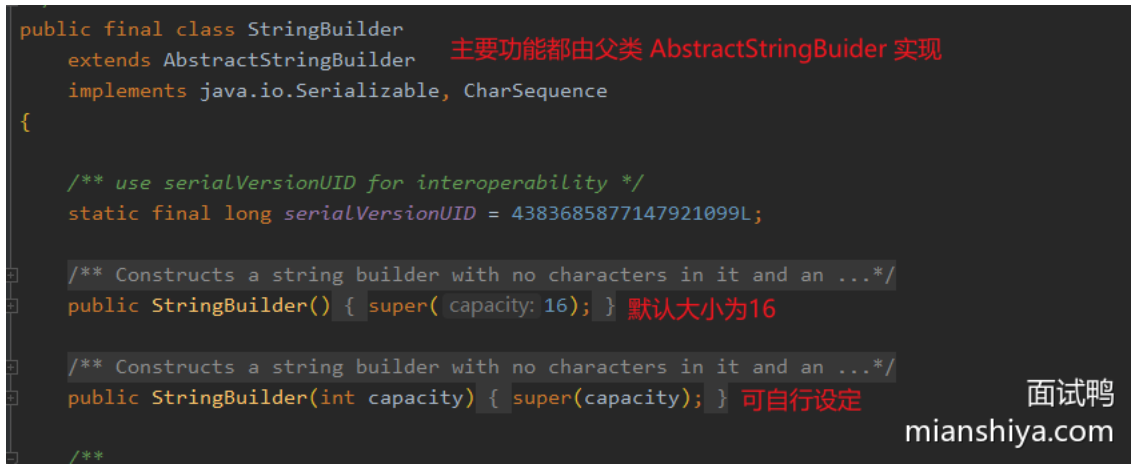 public final class StringBuilder
extends AbstractStringBuilder 主要功能都由父类 AbstractStringBuider 实现
implements java.io.Serializable, CharSequence
{
/** use serialVersionUID for interoperability */
static final long serialVersionUID = 4383685877147921099L;
/** Constructs a string builder with no characters in it and an ...*/
public StringBuilder() { super( capacity: 16); } 默认大小为16
/** Constructs a string builder with no characters in it and an ...*/
public StringBuilder(int capacity) { super(capacity); } 可自行设定
面试鸭
mianshiya.com
/**